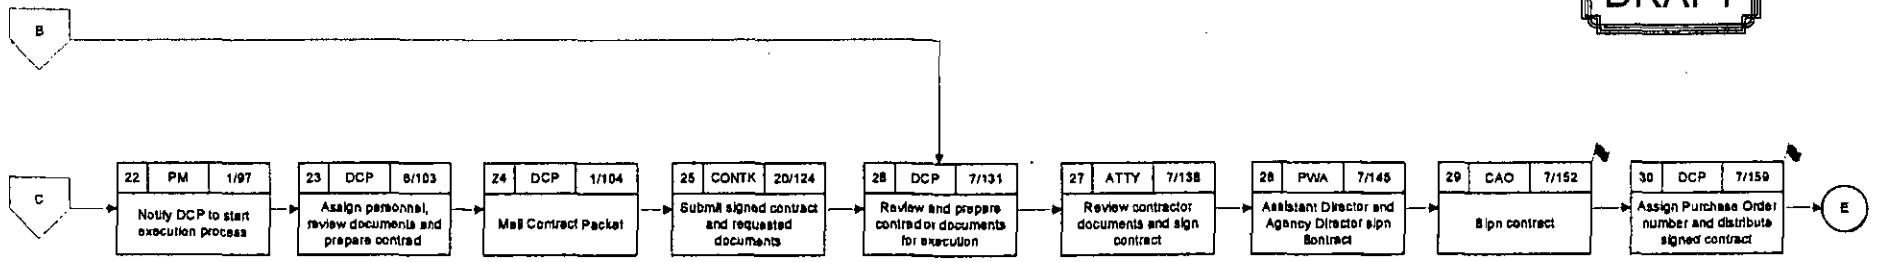 DRAFT
B
C
22 PM 1/97
Notify DCP to start
execution process
23 DCP 6/103
Assign personnel,
review documents and
prepare contract
24 DCP 1/104
Mail Contract Packet
25 CONTK 20/124
Submit signed contract
and requested
documents
26 DCP 7/131
Review and prepare
contractor documents
for execution
27 ATTY 7/138
Review contractor
documents and sign
contract
28 PWA 7/145
Assistant Director and
Agency Director sign
contract
29 CAO 7/152
Sign contract
30 DCP 7/159
Assign Purchase Order
number and distribute
signed contract
E